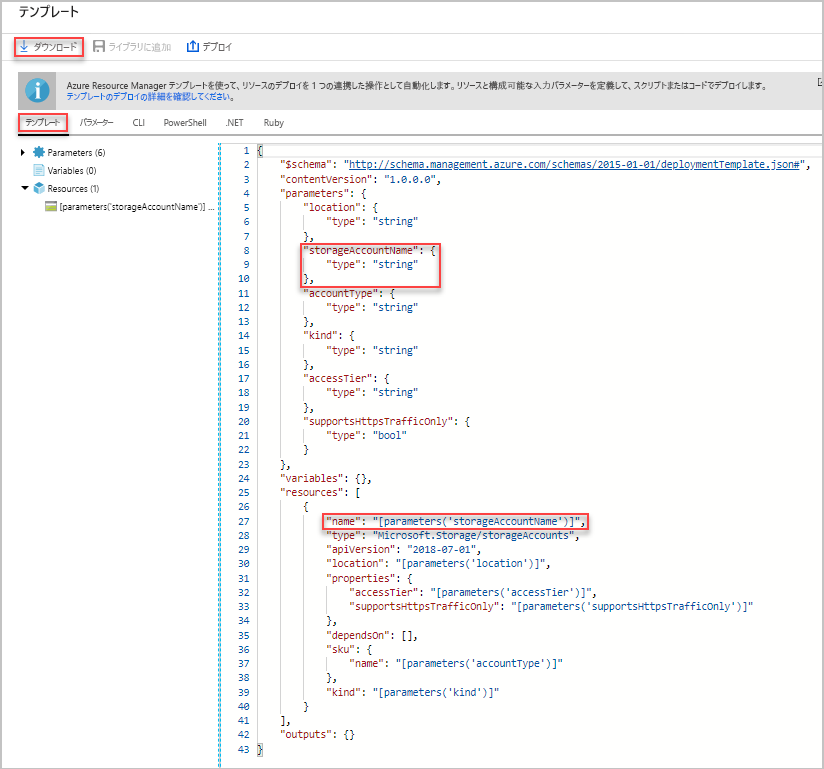 テンプレート
ダウンロード ライブラリに追加 デプロイ
Azure Resource Manager テンプレートを使って、リソースのデプロイを 1 つの連携した操作として自動化します。リソースと構成可能な入力パラメーターを定義して、スクリプトまたはコードでデプロイします。
テンプレートのデプロイの詳細を確認してください。
テンプレート パラメーター CLI PowerShell .NET Ruby
Parameters (6)
Variables (0)
Resources (1)
[parameters('storageAccountName')] ...
1 {
2 "$schema": "http://schema.management.azure.com/schemas/2015-01-01/deploymentTemplate.json#",
3 "contentVersion": "1.0.0.0",
4 "parameters": {
5 "location": {
6 "type": "string"
7 },
8 "storageAccountName": {
9 "type": "string"
10 },
11 "accountType": {
12 "type": "string"
13 },
14 "kind": {
15 "type": "string"
16 },
17 "accessTier": {
18 "type": "string"
19 },
20 "supportsHttpsTrafficOnly": {
21 "type": "bool"
22 }
23 },
24 "variables": {},
25 "resources": [
26 {
27 "name": "[parameters('storageAccountName')]",
28 "type": "Microsoft.Storage/storageAccounts",
29 "apiVersion": "2018-07-01",
30 "location": "[parameters('location')]",
31 "properties": {
32 "accessTier": "[parameters('accessTier')]",
33 "supportsHttpsTrafficOnly": "[parameters('supportsHttpsTrafficOnly')]"
34 },
35 "dependsOn": [],
36 "sku": {
37 "name": "[parameters('accountType')]"
38 },
39 "kind": "[parameters('kind')]"
40 }
41 ],
42 "outputs": {}
43 }